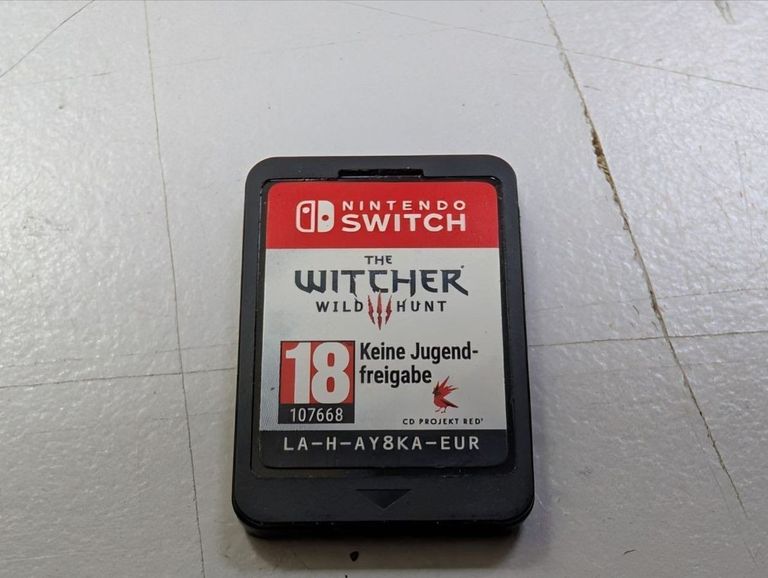 NINTENDO
SWITCH
THE
WITCHER
WILD HUNT
18 Keine Jugend-
freigabe
107668
CD PROJEKT RED®
LA-H-AY8KA-EUR